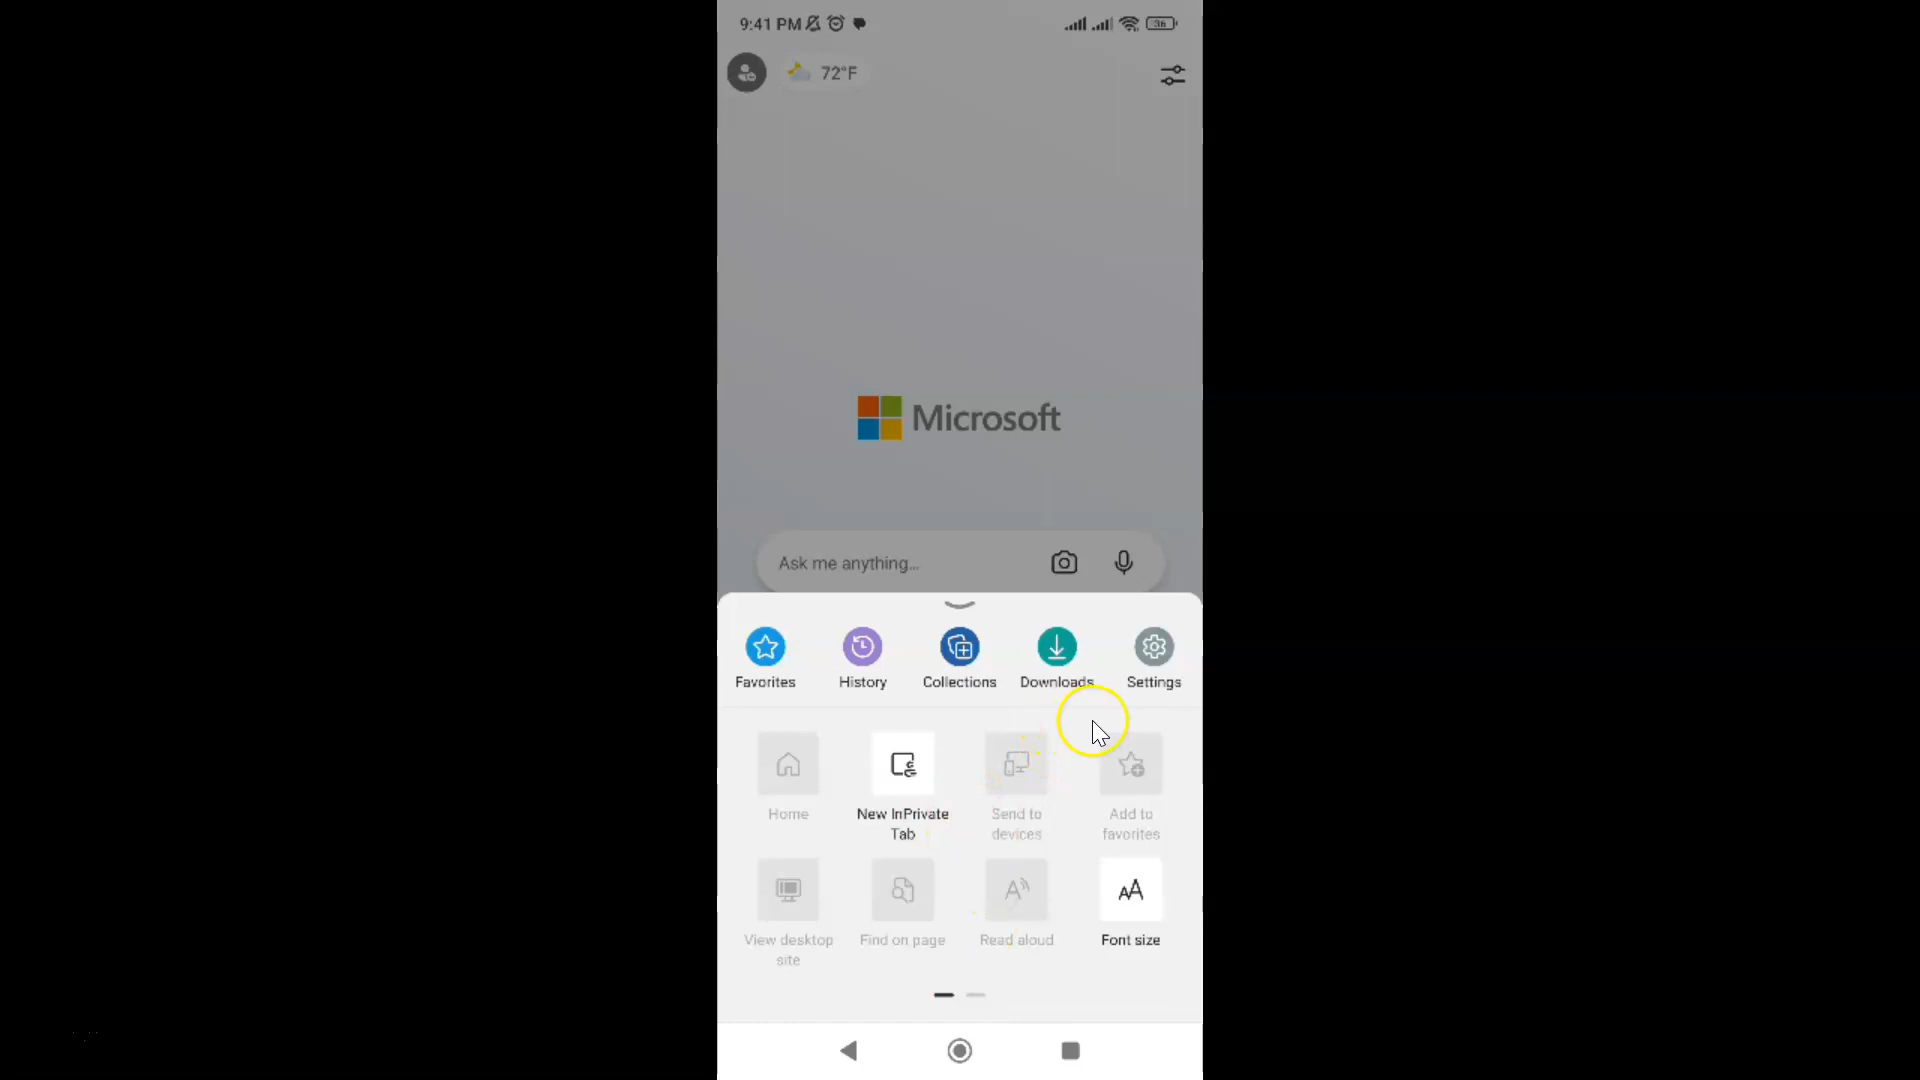 9:41 PM
36
72°F
Microsoft
Ask me anything...
Favorites
History
Collections
Downloads
Settings
Home
New InPrivate
Tab
Send to
devices
Add to
favorites
View desktop
site
Find on page
Read aloud
Font size